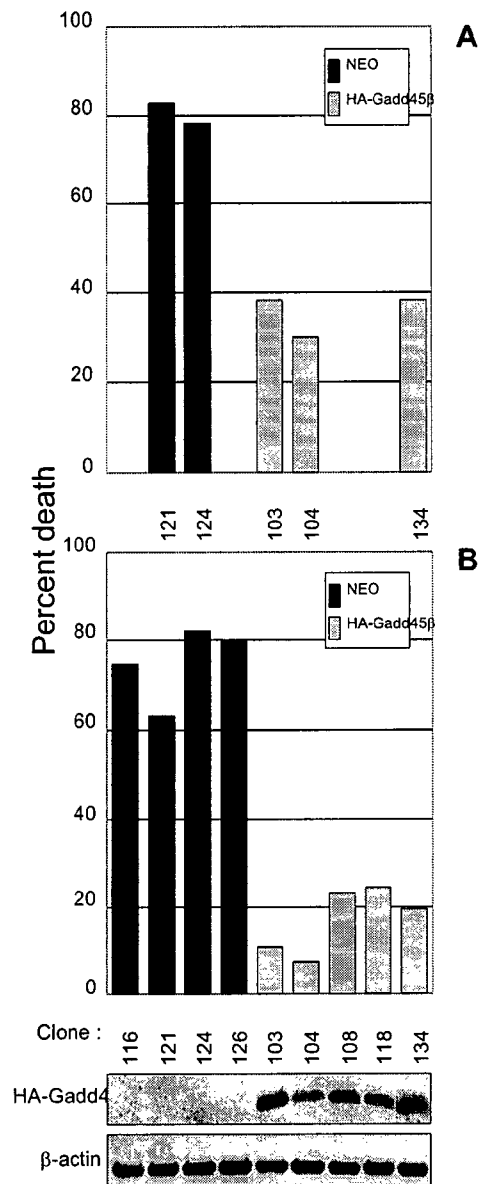 100
A
NEO
HA-Gadd45β
80
60
40
20
0
121 124 103 104 134
Percent death
100
B
NEO
HA-Gadd45β
80
60
40
20
0
Clone : 116 121 124 126 103 104 108 118 134
HA-Gadd4
β-actin